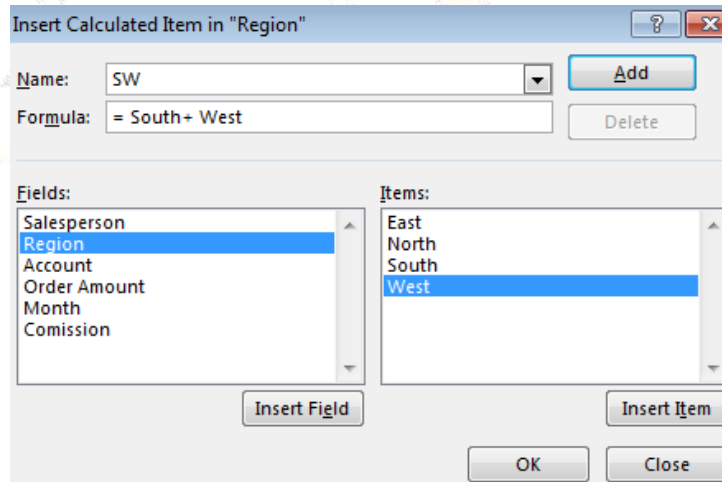 Insert Calculated Item in "Region"
Name: SW Add
Formula: = South+ West Delete
Fields: Items:
Salesperson East
Region North
Account South
Order Amount West
Month
Comission
Insert Field Insert Item
OK Close